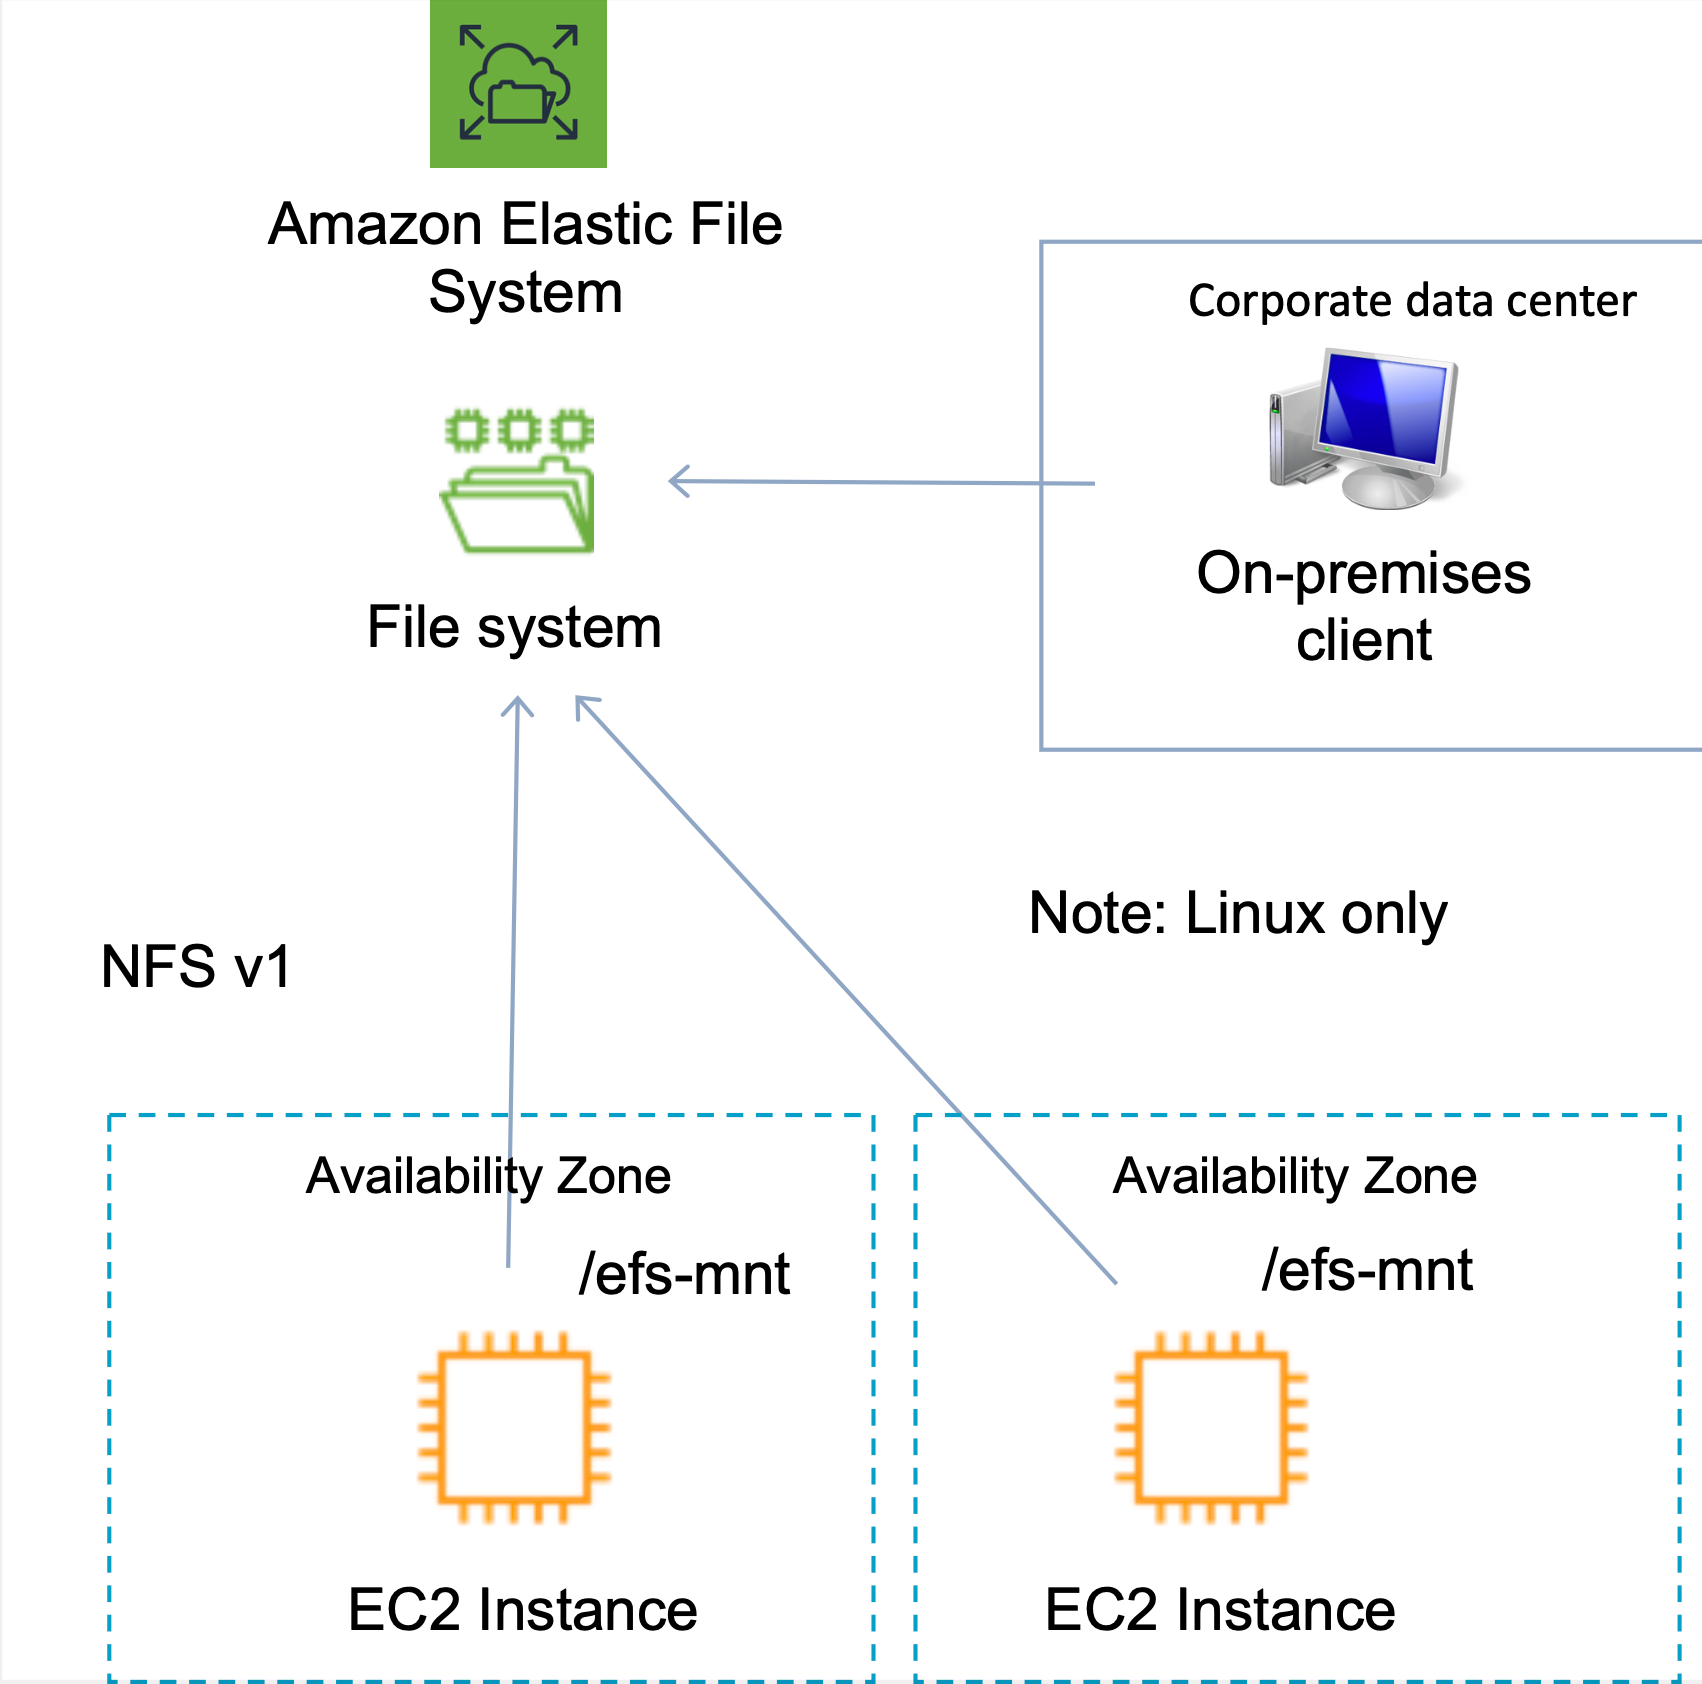 Amazon Elastic File
System
Corporate data center
On-premises
client
File system
Note: Linux only
NFS v1
Availability Zone
/efs-mnt
EC2 Instance
Availability Zone
/efs-mnt
EC2 Instance